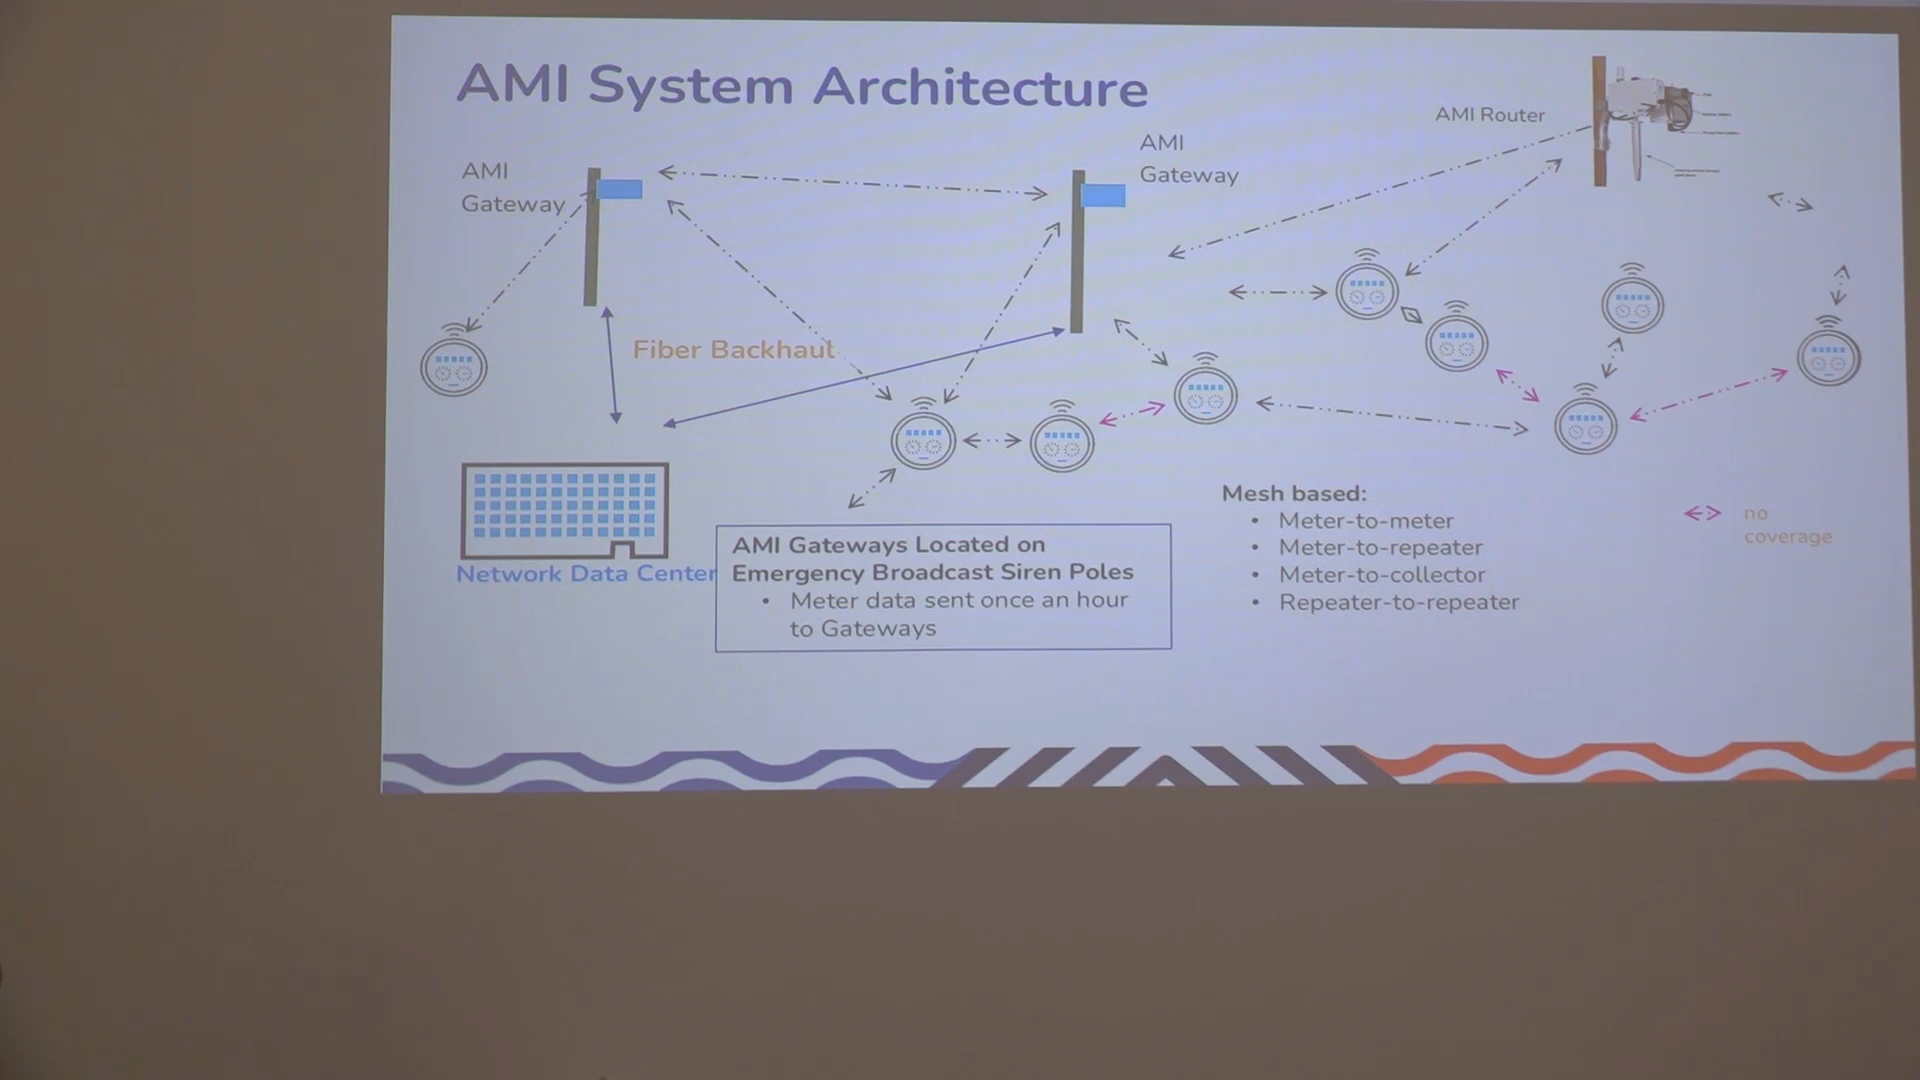 AMI System Architecture
AMI
Gateway
AMI
Gateway
AMI Router
Fiber Backhaul
Network Data Center
AMI Gateways Located on
Emergency Broadcast Siren Poles
• Meter data sent once an hour
to Gateways
Mesh based:
• Meter-to-meter
• Meter-to-repeater
• Meter-to-collector
• Repeater-to-repeater
no
coverage